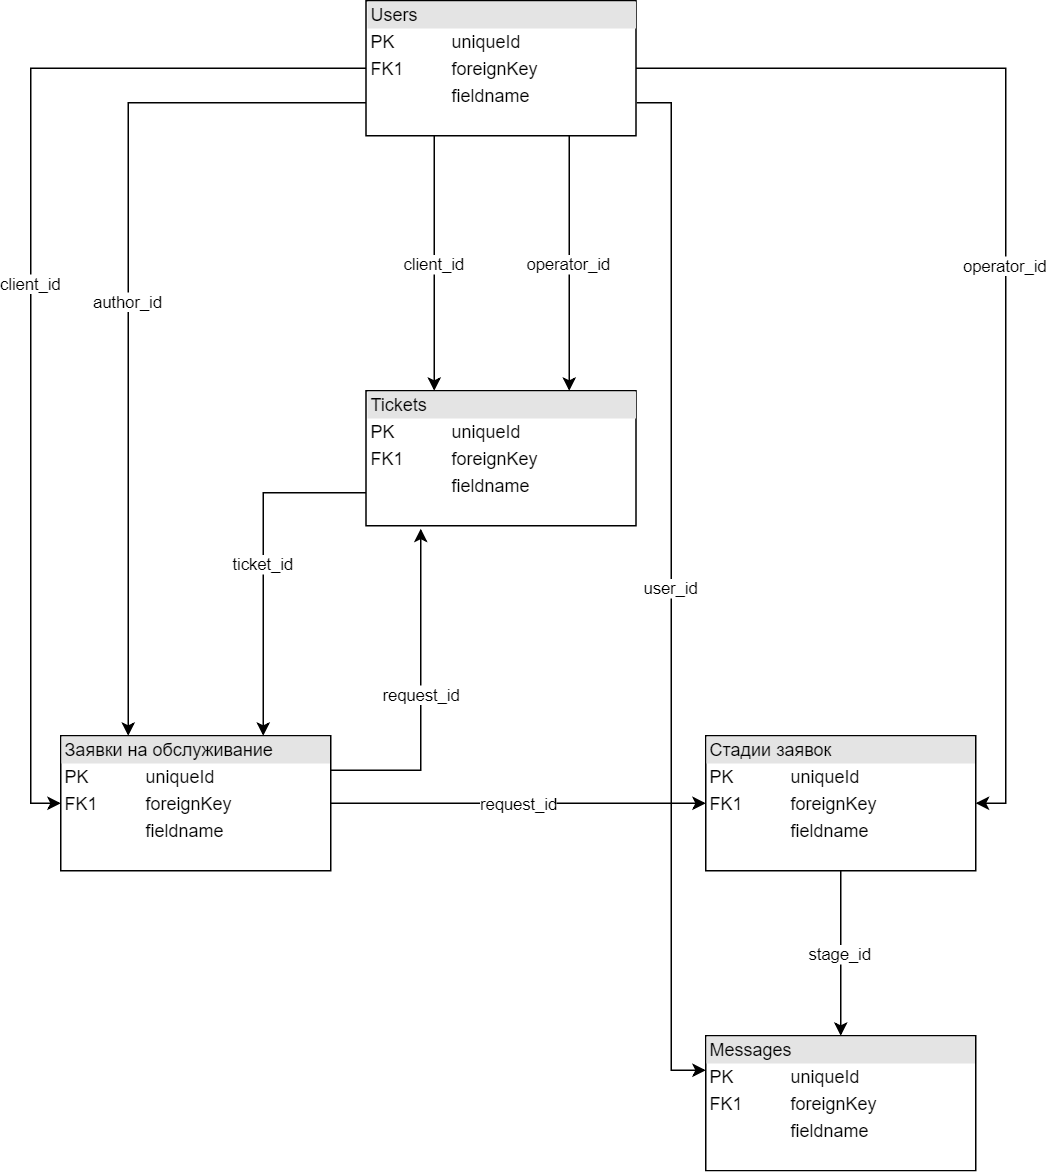 Users
PK uniqueId
FK1 foreignKey
fieldname
client_id
operator_id
operator_id
client_id
author_id
Tickets
PK uniqueId
FK1 foreignKey
fieldname
ticket_id
user_id
request_id
Заявки на обслуживание
PK uniqueId
FK1 foreignKey
fieldname
request_id
Стадии заявок
PK uniqueId
FK1 foreignKey
fieldname
stage_id
Messages
PK uniqueId
FK1 foreignKey
fieldname